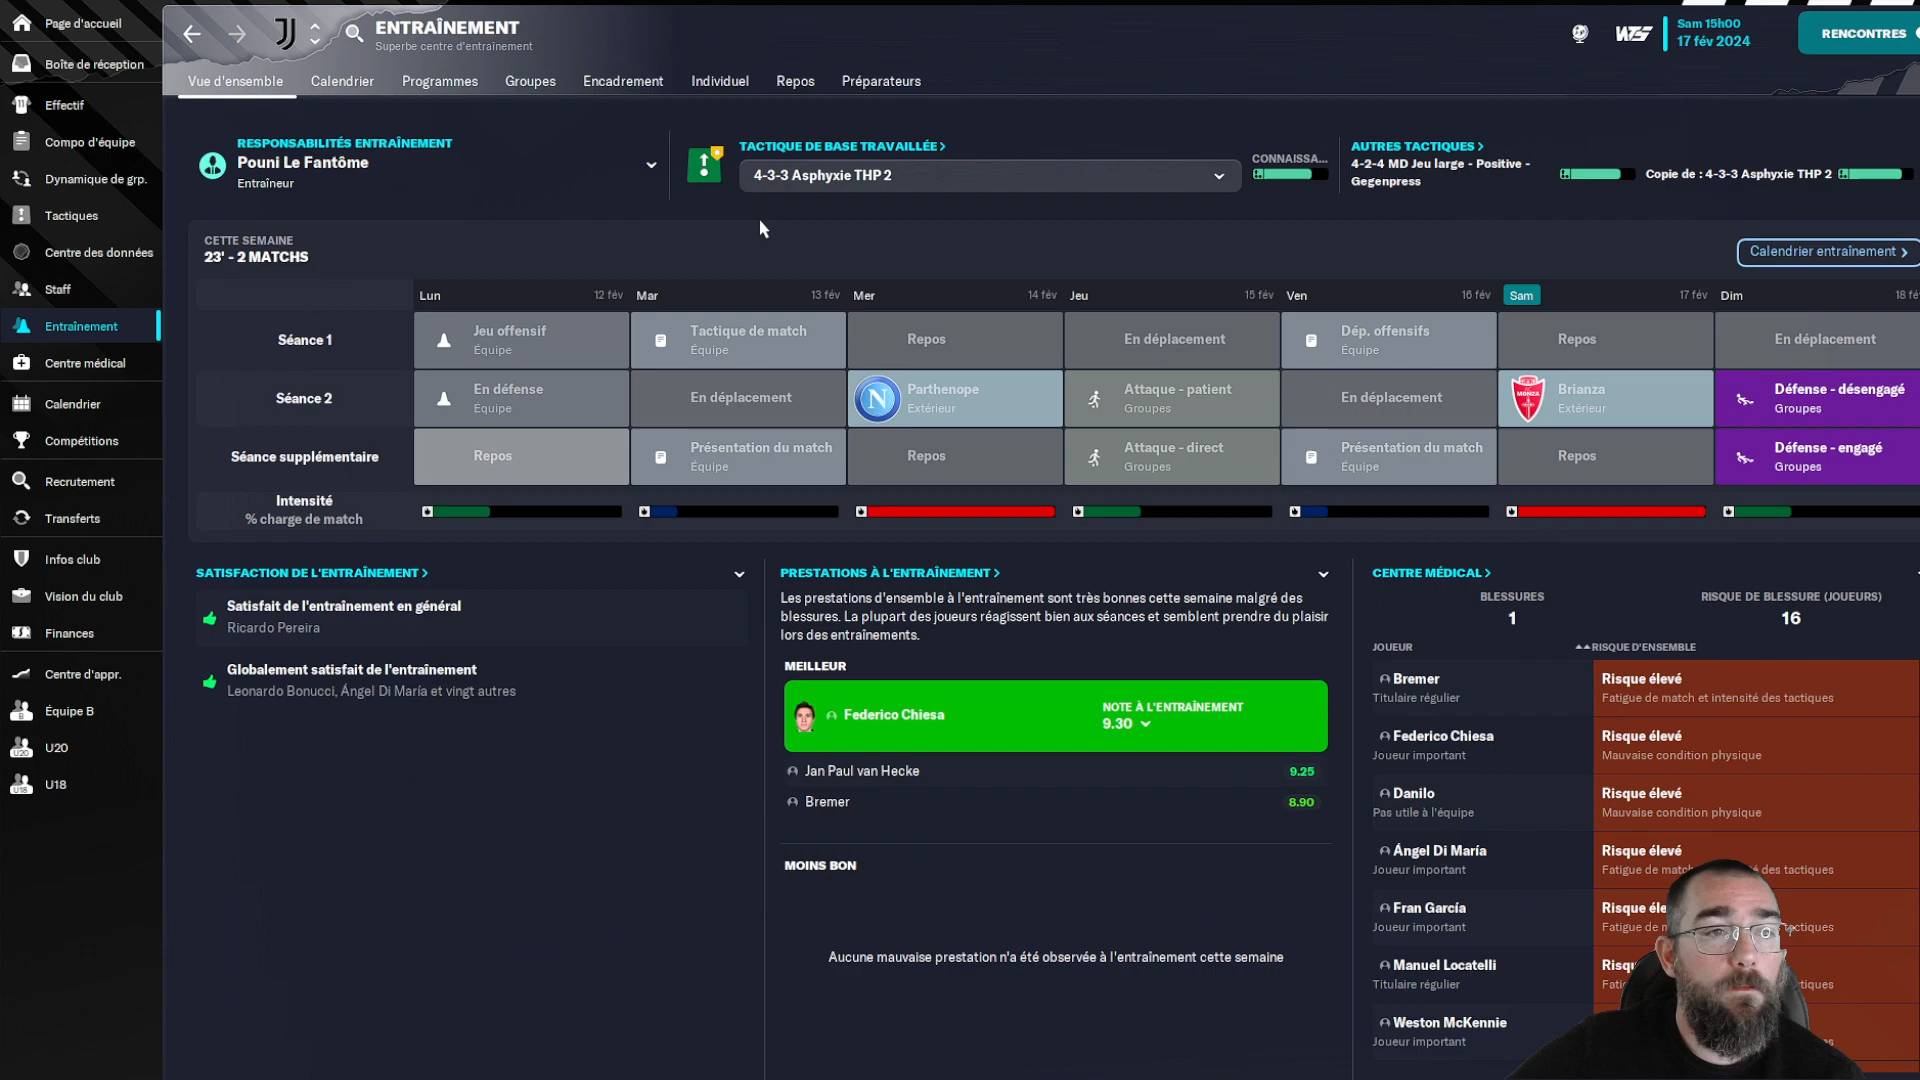 Page d'accueil
Boîte de réception
Effectif
Compo d'équipe
Dynamique de grp.
Tactiques
Centre des données
Staff
Entraînement
Centre médical
Calendrier
Compétitions
Recrutement
Transferts
Infos club
Vision du club
Finances
Centre d'appr.
Équipe B
U20
U18
ENTRAÎNEMENT
Superbe centre d'entrainement
Sam 15h00
17 fév 2024
RENCONTRES
Vue d'ensemble Calendrier Programmes Groupes Encadrement Individuel Repos Préparateurs
RESPONSABILITÉS ENTRAÎNEMENT
Pouni Le Fantôme
Entraîneur
TACTIQUE DE BASE TRAVAILLÉE >
4-3-3 Asphyxie THP 2
CONNAISSA...
AUTRES TACTIQUES >
4-2-4 MD Jeu large - Positive -
Gegenpress
Copie de : 4-3-3 Asphyxie THP 2
CETTE SEMAINE
23' - 2 MATCHS
Calendrier entraînement >
Lun 12 fév Mar 13 fév Mer 14 fév Jeu 15 fév Ven 16 fév Sam 17 fév Dim 18 fé
Séance 1
Jeu offensif
Équipe
Tactique de match
Équipe
Repos
En déplacement
Dép. offensifs
Équipe
Repos
En déplacement
Séance 2
En défense
Équipe
En déplacement
N
Parthenope
Extérieur
Attaque - patient
Groupes
En déplacement
MONZA
Brianza
Extérieur
Défense - désengagé
Groupes
Séance supplémentaire
Repos
Présentation du match
Équipe
Repos
Attaque - direct
Groupes
Présentation du match
Équipe
Repos
Défense - engagé
Groupes
Intensité
% charge de match
SATISFACTION DE L'ENTRAÎNEMENT >
Satisfait de l'entraînement en général
Ricardo Pereira
Globalement satisfait de l'entraînement
Leonardo Bonucci, Ángel Di María et vingt autres
PRESTATIONS À L'ENTRAÎNEMENT >
Les prestations d'ensemble à l'entraînement sont très bonnes cette semaine malgré des
blessures. La plupart des joueurs réagissent bien aux séances et semblent prendre du plaisir
lors des entraînements.
MEILLEUR
Federico Chiesa
NOTE À L'ENTRAÎNEMENT
9.30
Jan Paul van Hecke 9.25
Bremer 8.90
MOINS BON
Aucune mauvaise prestation n'a été observée à l'entraînement cette semaine
CENTRE MÉDICAL >
BLESSURES
1
RISQUE DE BLESSURE (JOUEURS)
16
JOUEUR RISQUE D'ENSEMBLE
Bremer
Titulaire régulier
Risque élevé
Fatigue de match et intensité des tactiques
Federico Chiesa
Joueur important
Risque élevé
Mauvaise condition physique
Danilo
Pas utile à l'équipe
Risque élevé
Mauvaise condition physique
Ángel Di María
Joueur important
Risque élevé
Fatigue de match des tactiques
Fran García
Joueur important
Risque éle
Fatigue de
Manuel Locatelli
Titulaire régulier
Weston McKennie
Joueur important